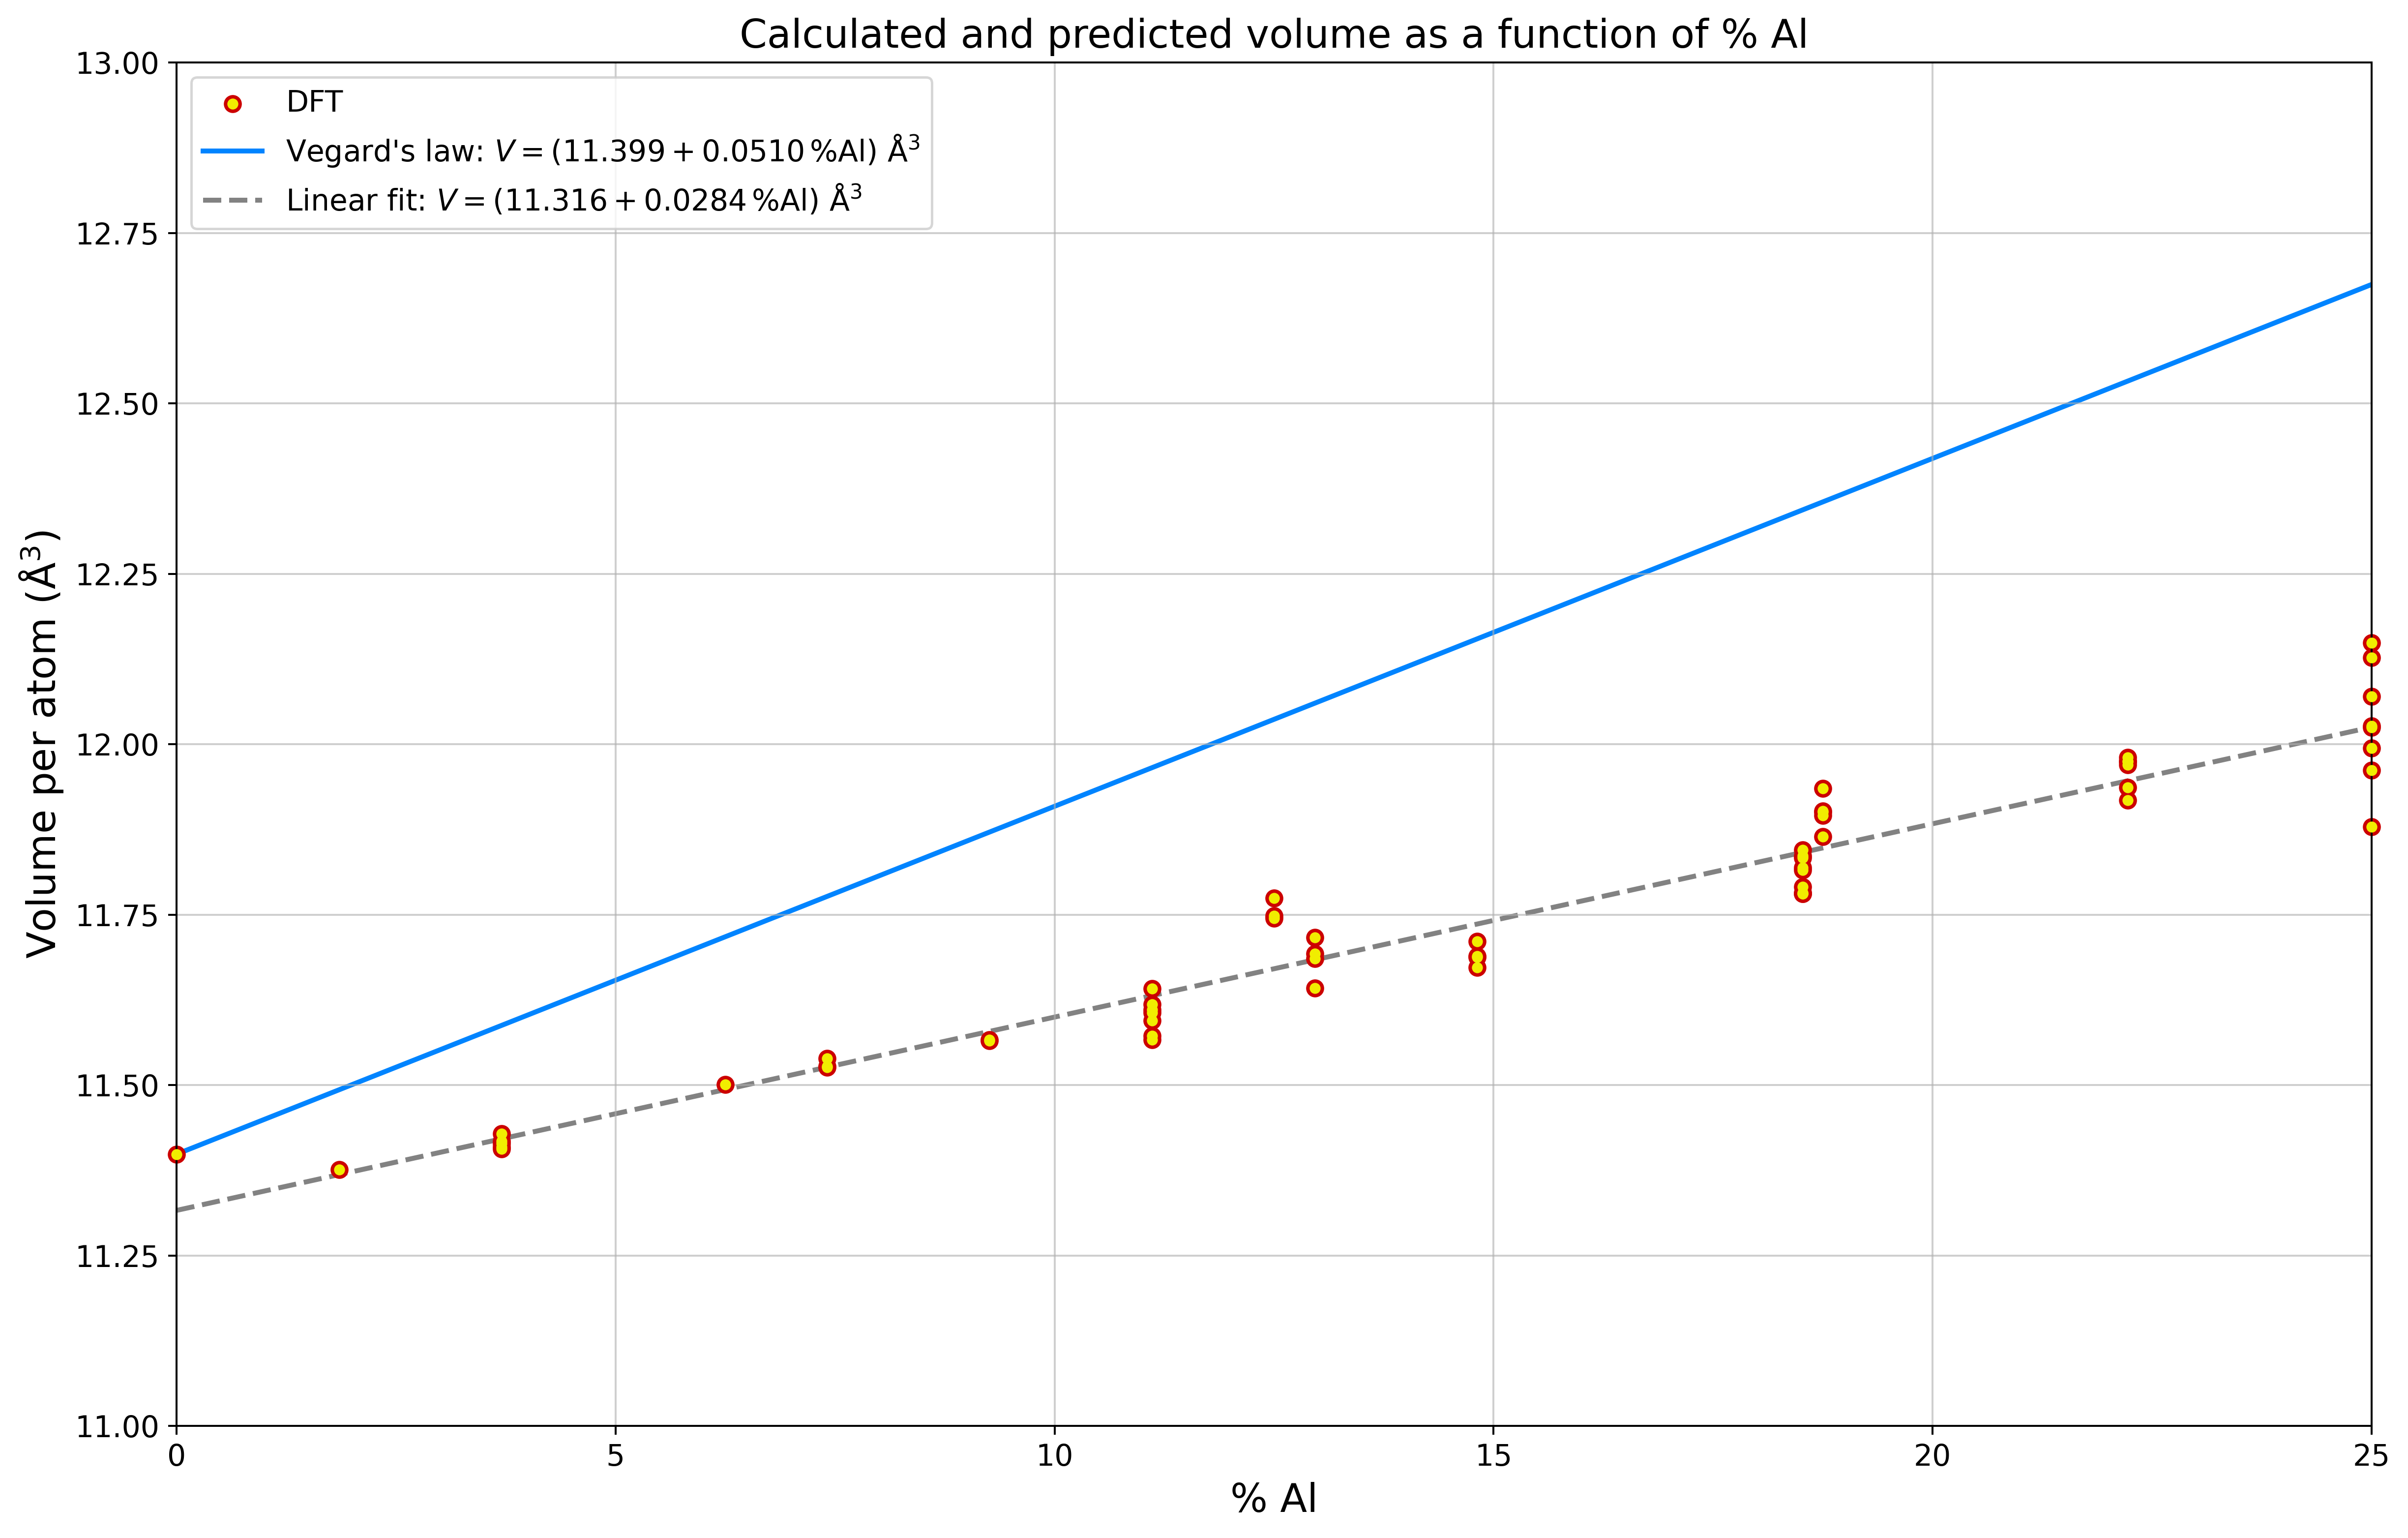 Calculated and predicted volume as a function of % Al
13.00
12.75
12.50
12.25
12.00
11.75
11.50
11.25
11.00
Volume per atom (Å³)
DFT
Vegard's law: V = (11.399 + 0.0510 %Al) Å³
Linear fit: V = (11.316 + 0.0284 %Al) Å³
0 5 10 15 20 25
% Al